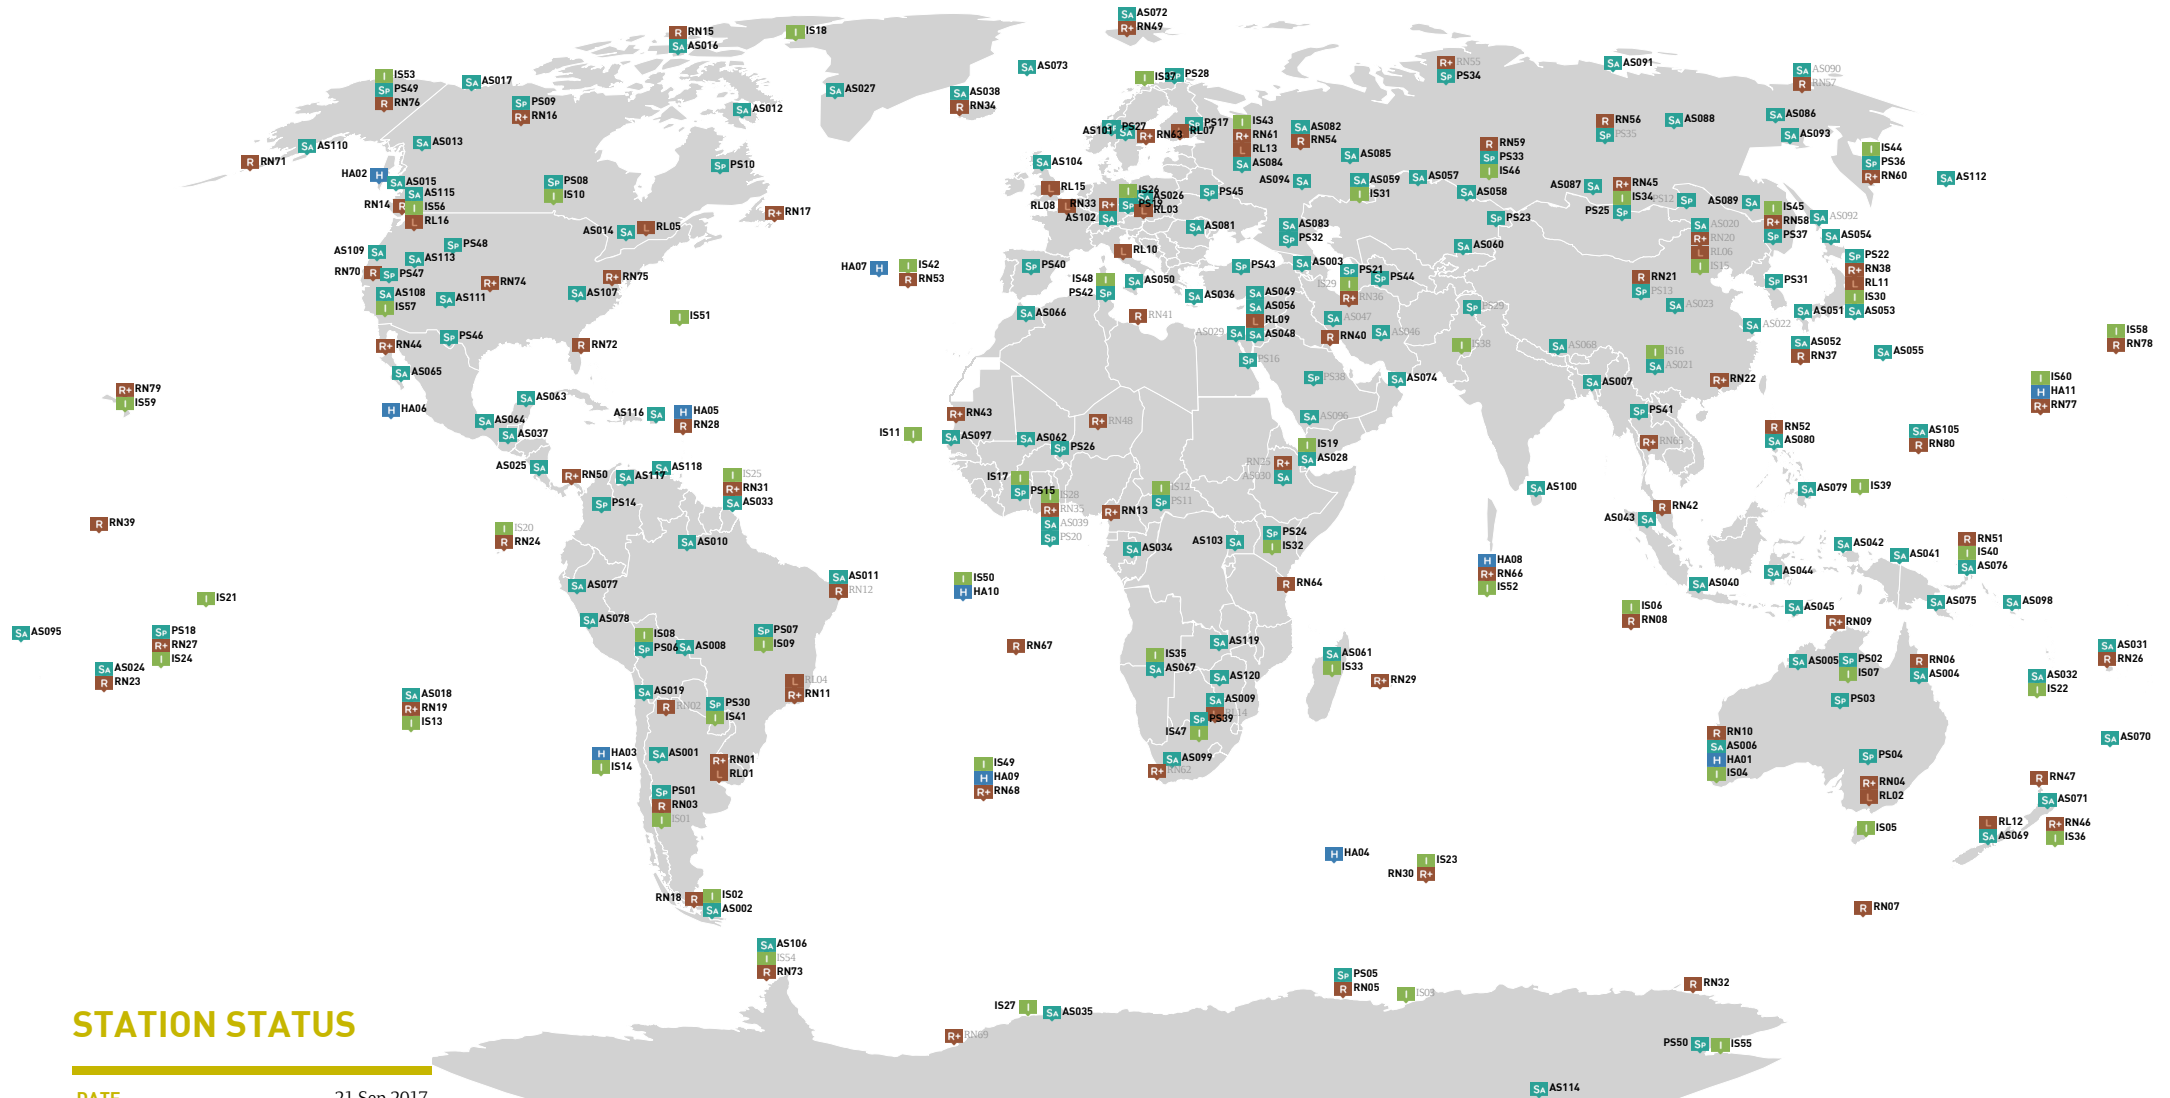 AS072
RN49
RN15
AS016
IS18
IS53
PS49
RN76
AS017
PS09
RN16
AS012
AS027
AS073
AS038
RN34
IS37
PS28
RN55
PS34
AS091
AS090
RN57
AS110
AS013
RN71
HA02
AS015
AS115
RN14
IS56
RL16
PS08
IS10
PS10
RN17
AS014
RL05
AS101
PS27
RN63
RL07
PS17
IS43
RN61
RL13
AS084
AS082
RN54
AS085
AS094
AS059
IS31
AS057
RN59
PS33
IS46
AS058
RN56
PS35
AS088
AS086
AS093
IS44
PS36
RN60
AS112
AS104
RL15
RL08
RN33
AS102
IS26
AS026
PS19
RL03
PS45
AS081
RL10
AS087
RN45
IS34
PS12
PS25
PS23
AS089
IS45
RN58
PS37
AS092
AS054
AS020
RN20
RL06
IS15
AS109
PS48
AS113
RN70
PS47
RN74
RN75
AS108
IS57
AS111
AS107
IS51
HA07
IS42
RN53
PS40
IS48
PS42
AS050
AS036
PS43
AS083
PS32
AS003
AS060
PS21
IS29
RN36
PS44
AS049
AS056
RL09
AS029
AS048
AS047
RN40
AS046
PS29
RN21
PS13
AS023
PS31
PS22
RN38
RL11
IS30
AS053
AS051
AS022
AS052
RN37
AS055
IS58
RN78
AS066
RN41
PS16
PS38
AS074
IS38
AS068
IS16
AS021
AS007
RN22
RN44
PS46
RN72
AS065
HA06
AS063
AS064
AS037
AS116
HA05
RN28
RN79
IS59
IS60
HA11
RN77
AS105
RN80
IS11
RN43
AS097
AS062
PS26
RN48
AS096
IS19
AS028
RN25
AS030
PS41
RN65
RN52
AS080
AS025
RN50
AS117
AS118
PS14
IS25
RN31
AS033
IS17
PS15
IS28
RN35
AS039
PS20
RN13
IS12
PS11
AS100
AS079
IS39
RN42
AS043
RN39
IS20
RN24
AS010
AS034
AS103
PS24
IS32
HA08
RN66
IS52
AS042
AS041
RN51
IS40
AS076
AS077
AS011
RN12
IS50
HA10
RN64
AS040
AS044
IS21
AS095
AS078
PS18
RN27
IS24
AS024
RN23
IS08
PS06
AS008
PS07
IS09
RN67
IS35
AS067
AS119
AS120
AS061
IS33
RN29
IS06
RN08
AS045
RN09
AS075
AS098
AS005
PS02
IS07
RN06
AS004
PS03
AS031
RN26
AS032
IS22
AS018
RN19
IS13
AS019
RN02
PS30
IS41
RL04
RN11
AS009
RL14
PS39
IS47
AS099
RN62
HA03
IS14
AS001
RN01
RL01
PS01
RN03
IS01
IS49
HA09
RN68
RN10
AS006
HA01
IS04
PS04
RN04
RL02
IS05
AS070
RN47
AS071
RL12
AS069
RN46
IS36
HA04
IS23
RN30
RN07
RN18
IS02
AS002
AS106
IS54
RN73
IS27
AS035
RN69
PS05
RN05
IS03
RN32
PS50
IS55
AS114
STATION STATUS
DATE 21 Sep 2017